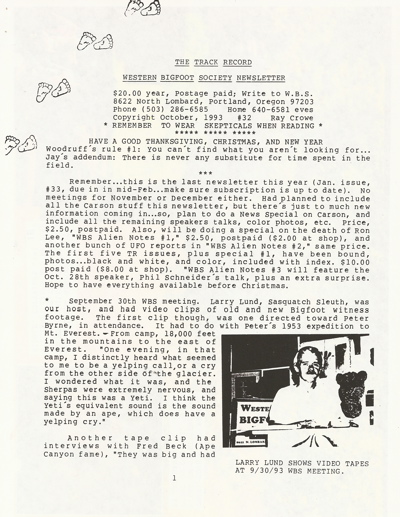 THE TRACK RECORD
WESTERN BIGFOOT SOCIETY NEWSLETTER
$20.00 year, Postage paid; Write to W.B.S.
8622 North Lombard, Portland, Oregon 97203
Phone (503) 286-6585 Home 640-6581 eves
Copyright October, 1993 #32 Ray Crowe
* REMEMBER TO WEAR SKEPTICALS WHEN READING *
***** ***** *****
HAVE A GOOD THANKSGIVING, CHRISTMAS, AND NEW YEAR
Woodruff's rule #1: You can't find what you aren't looking for...
Jay's addendum: There is never any substitute for time spent in the
field.
***
Remember...this is the last newsletter this year (Jan. issue,
#33, due in in mid-Feb...make sure subscription is up to date). No
meetings for November or December either. Had planned to include
all the Carson stuff this newsletter, but there's just to much new
information coming in...so, plan to do a News Special on Carson, and
include all the remaining speakers talks, color photos, etc. Price,
$2.50, postpaid. Also, will be doing a special on the death of Ron
Lee, "WBS Alien Notes #1," $2.50, postpaid ($2.00 at shop), and
another bunch of UFO reports in "WBS Alien Notes #2," same price.
The first five TR issues, plus special #1, have been bound,
photos...black and white, and color, included with index. $10.00
post paid ($8.00 at shop). "WBS Alien Notes #3 will feature the
Oct. 28th speaker, Phil Schneider's talk, plus an extra surprise.
Hope to have everything available before Christmas.
* September 30th WBS meeting. Larry Lund, Sasquatch Sleuth, was
our host, and had video clips of old and new Bigfoot witness
footage. The first clip though, was one directed toward Peter
Byrne, in attendance. It had to do with Peter's 1953 expedition to
Mt. Everest. - From camp, 18,000 feet
in the mountains to the east of
Everest. "One evening, in that
camp, I distinctly heard what seemed
to me to be a yelping call,or a cry
from the other side of the glacier.
I wondered what it was, and the
Sherpas were extremely nervous, and
saying this was a Yeti. I think the
Yeti's equivalent sound is the sound
made by an ape, which does have a
yelping cry."
Another tape clip had
interviews with Fred Beck (Ape
Canyon fame), "They was big and had
WESTE
BIGF
LARRY LUND SHOWS VIDEO TAPES
AT 9/30/93 WBS MEETING.
1